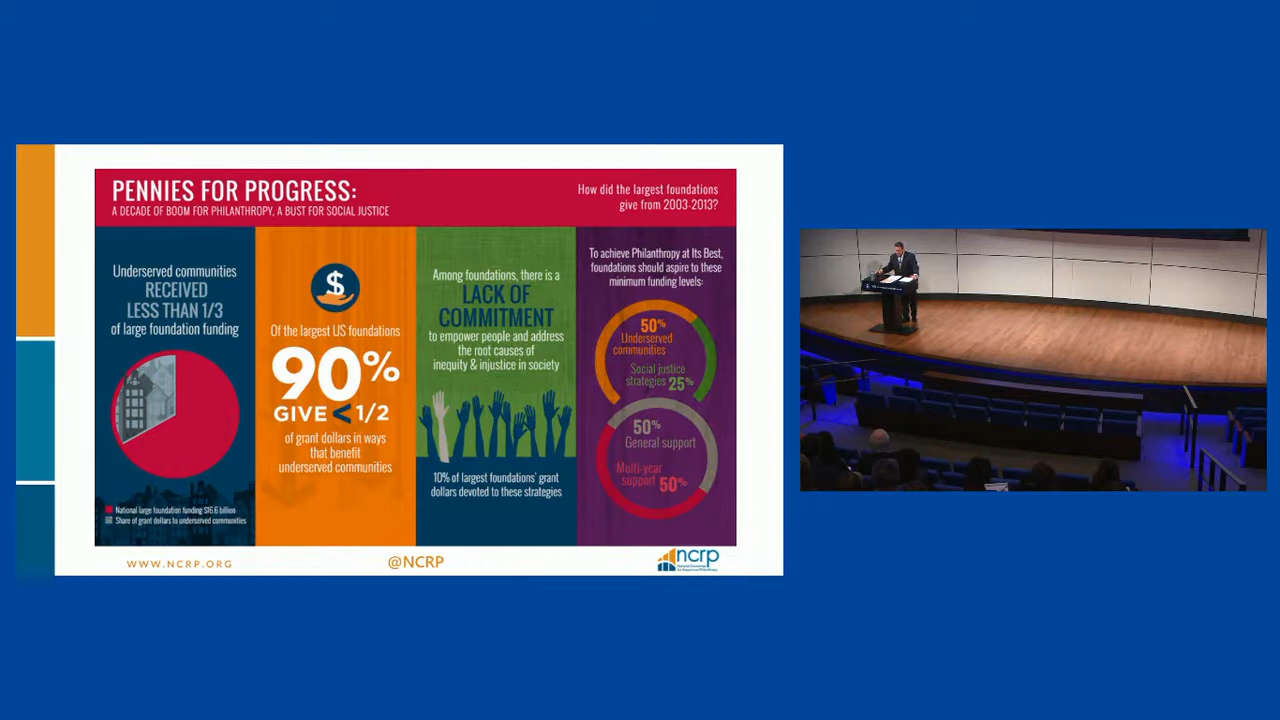 PENNIES FOR PROGRESS:
A DECADE OF BOOM FOR PHILANTHROPY, A BUST FOR SOCIAL JUSTICE
How did the largest foundations
give from 2003-2013?
Underserved communities
RECEIVED
LESS THAN 1/3
of large foundation funding
National large foundation funding $16.6 billion
Share of grant dollars to underserved communities
$
Of the largest US foundations
90%
GIVE < 1/2
of grant dollars in ways
that benefit
underserved communities
Among foundations, there is a
LACK OF
COMMITMENT
to empower people and address
the root causes of
inequity & injustice in society
10% of largest foundations' grant
dollars devoted to these strategies
To achieve Philanthropy at Its Best,
foundations should aspire to these
minimum funding levels:
50%
Underserved
communities
Social justice
strategies 25%
50%
General support
Multi-year
support 50%
WWW.NCRP.ORG
@NCRP
ncrp